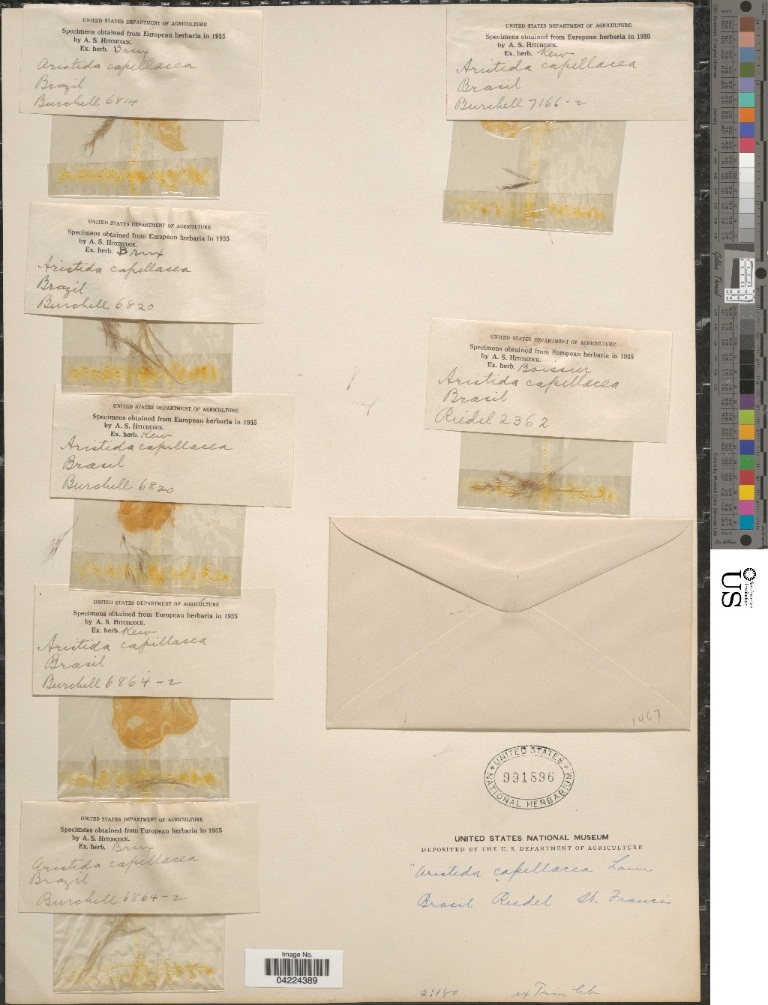 UNITED STATES DEPARTMENT OF AGRICULTURE
Specimens obtained from European herbaria in 1935
by A. S. HITCHCOCK.
Ex. herb. Brux
Aristida capillacea
Brazil
Burchell 6814
UNITED STATES DEPARTMENT OF AGRICULTURE
Specimens obtained from European herbaria in 1935
by A. S. HITCHCOCK.
Ex. herb. Brux
Aristida capillacea
Brazil
Burchell 6820
UNITED STATES DEPARTMENT OF AGRICULTURE
Specimens obtained from European herbaria in 1935
by A. S. HITCHCOCK.
Ex. herb. Kew
Aristida capillacea
Brasil
Burchell 6820
UNITED STATES DEPARTMENT OF AGRICULTURE
Specimens obtained from European herbaria in 1935
by A. S. HITCHCOCK.
Ex. herb. Kew
Aristida capillacea
Brasil
Burchell 6864-2
UNITED STATES DEPARTMENT OF AGRICULTURE
Specimens obtained from European herbaria in 1935
by A. S. HITCHCOCK.
Ex. herb. Brux
Aristida capillacea
Brazil
Burchell 6864-2
UNITED STATES DEPARTMENT OF AGRICULTURE
Specimens obtained from European herbaria in 1935
by A. S. HITCHCOCK.
Ex. herb. Kew
Aristida capillacea
Brasil
Burchell 7166-2
UNITED STATES DEPARTMENT OF AGRICULTURE
Specimens obtained from European herbaria in 1935
by A. S. HITCHCOCK.
Ex. herb. Boissier
Aristida capillacea
Brasil
Riedel 2362
1467
UNITED STATES
991896
NATIONAL HERBARIUM
UNITED STATES NATIONAL MUSEUM
DEPOSITED BY THE U. S. DEPARTMENT OF AGRICULTURE
"Aristida capillacea Lam
Brasil Riedel St. Francis
Image No.
04224389
US